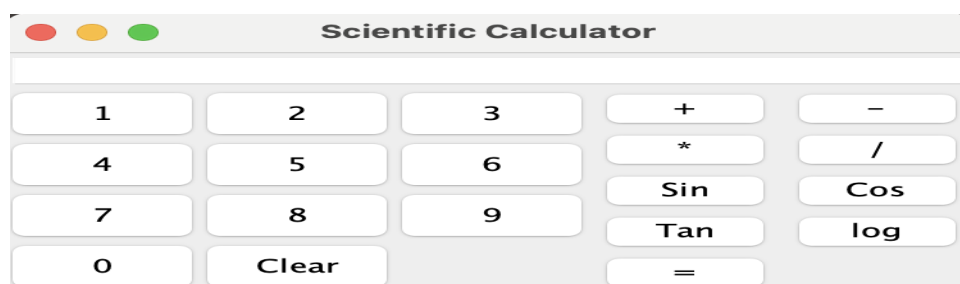 Scientific Calculator
1 2 3 + -
4 5 6 * /
7 8 9 Sin Cos
0 Clear Tan log
=